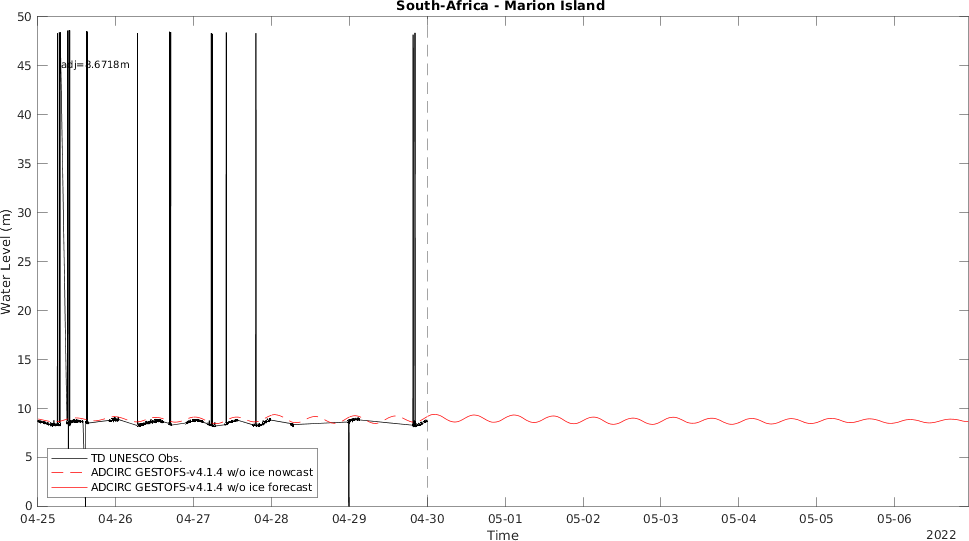 South-Africa - Marion Island
50
45
40
35
30
25
20
15
10
5
0
Water Level (m)
adj=8.6718m
TD UNESCO Obs.
ADCIRC GESTOFS-v4.1.4 w/o ice nowcast
ADCIRC GESTOFS-v4.1.4 w/o ice forecast
04-25 04-26 04-27 04-28 04-29 04-30 05-01 05-02 05-03 05-04 05-05 05-06
Time
2022